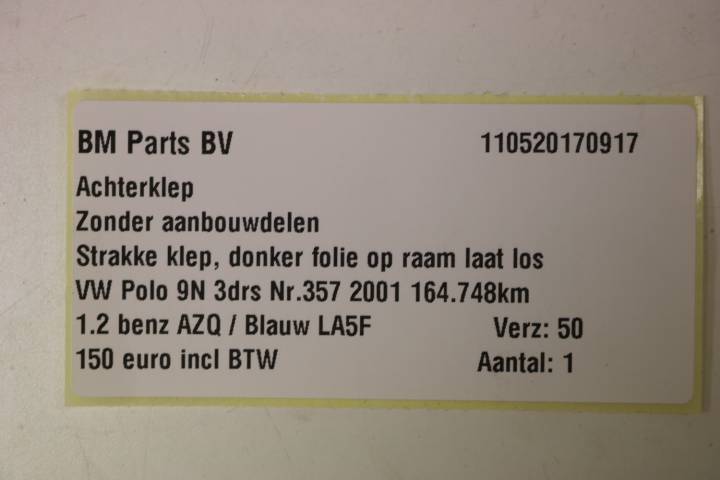 BM Parts BV 110520170917
Achterklep
Zonder aanbouwdelen
Strakke klep, donker folie op raam laat los
VW Polo 9N 3drs Nr.357 2001 164.748km
1.2 benz AZQ / Blauw LA5F Verz: 50
150 euro incl BTW Aantal: 1